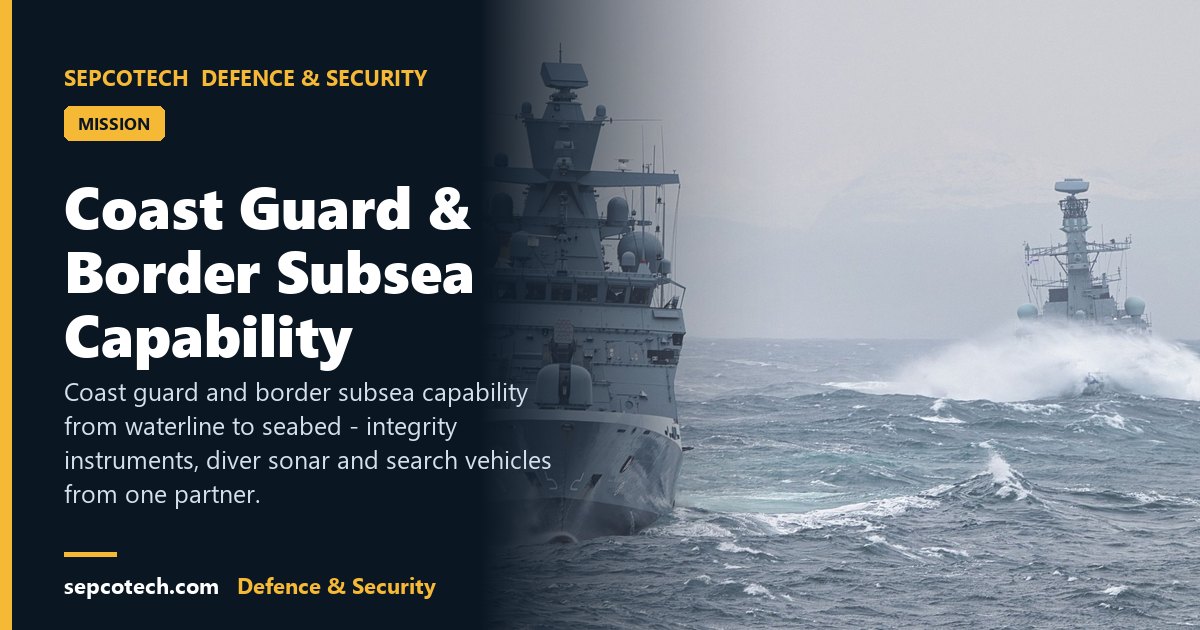 SEPCOTECH DEFENCE & SECURITY
MISSION
Coast Guard &
Border Subsea
Capability
Coast guard and border subsea capability
from waterline to seabed - integrity
instruments, diver sonar and search vehicles
from one partner.
sepcotech.com Defence & Security